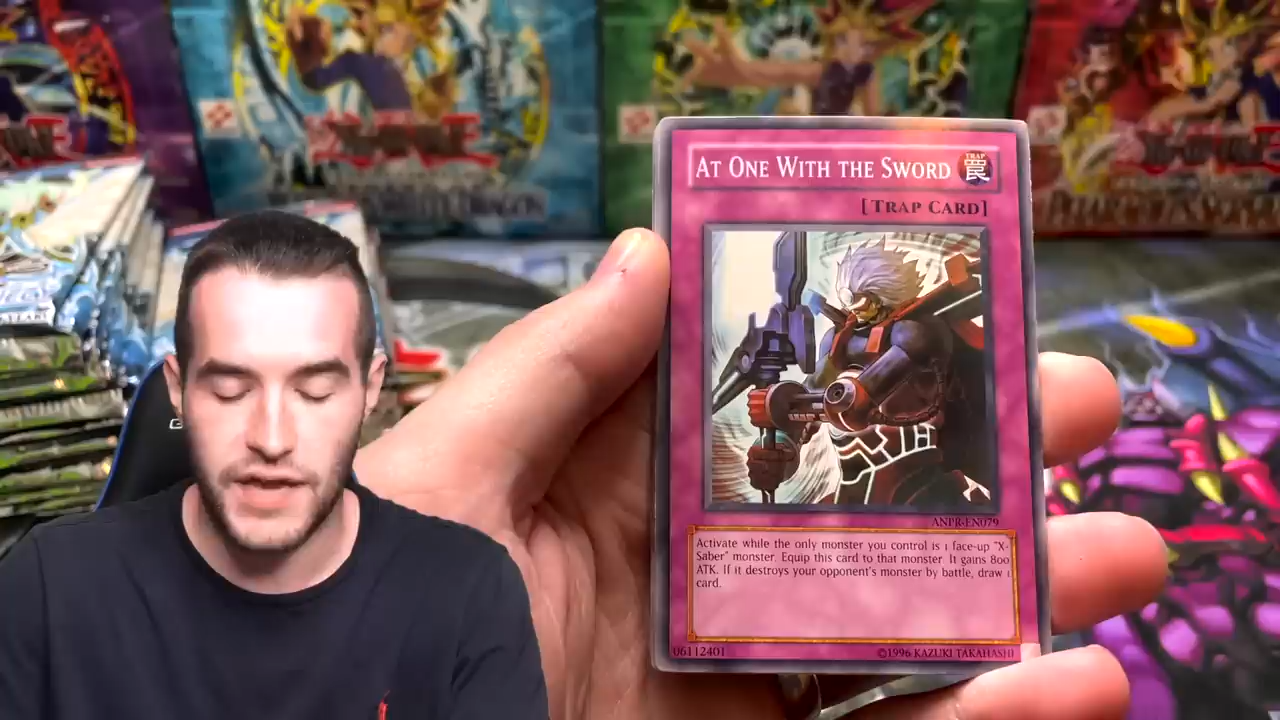 AT ONE WITH THE SWORD
TRAP
罠
[TRAP CARD]
ANPR-EN079
Activate while the only monster you control is 1 face-up "X-
Saber" monster. Equip this card to that monster. It gains 800
ATK. If it destroys your opponent's monster by battle, draw 1
card.
06112401
©1996 KAZUKI TAKAHASHI